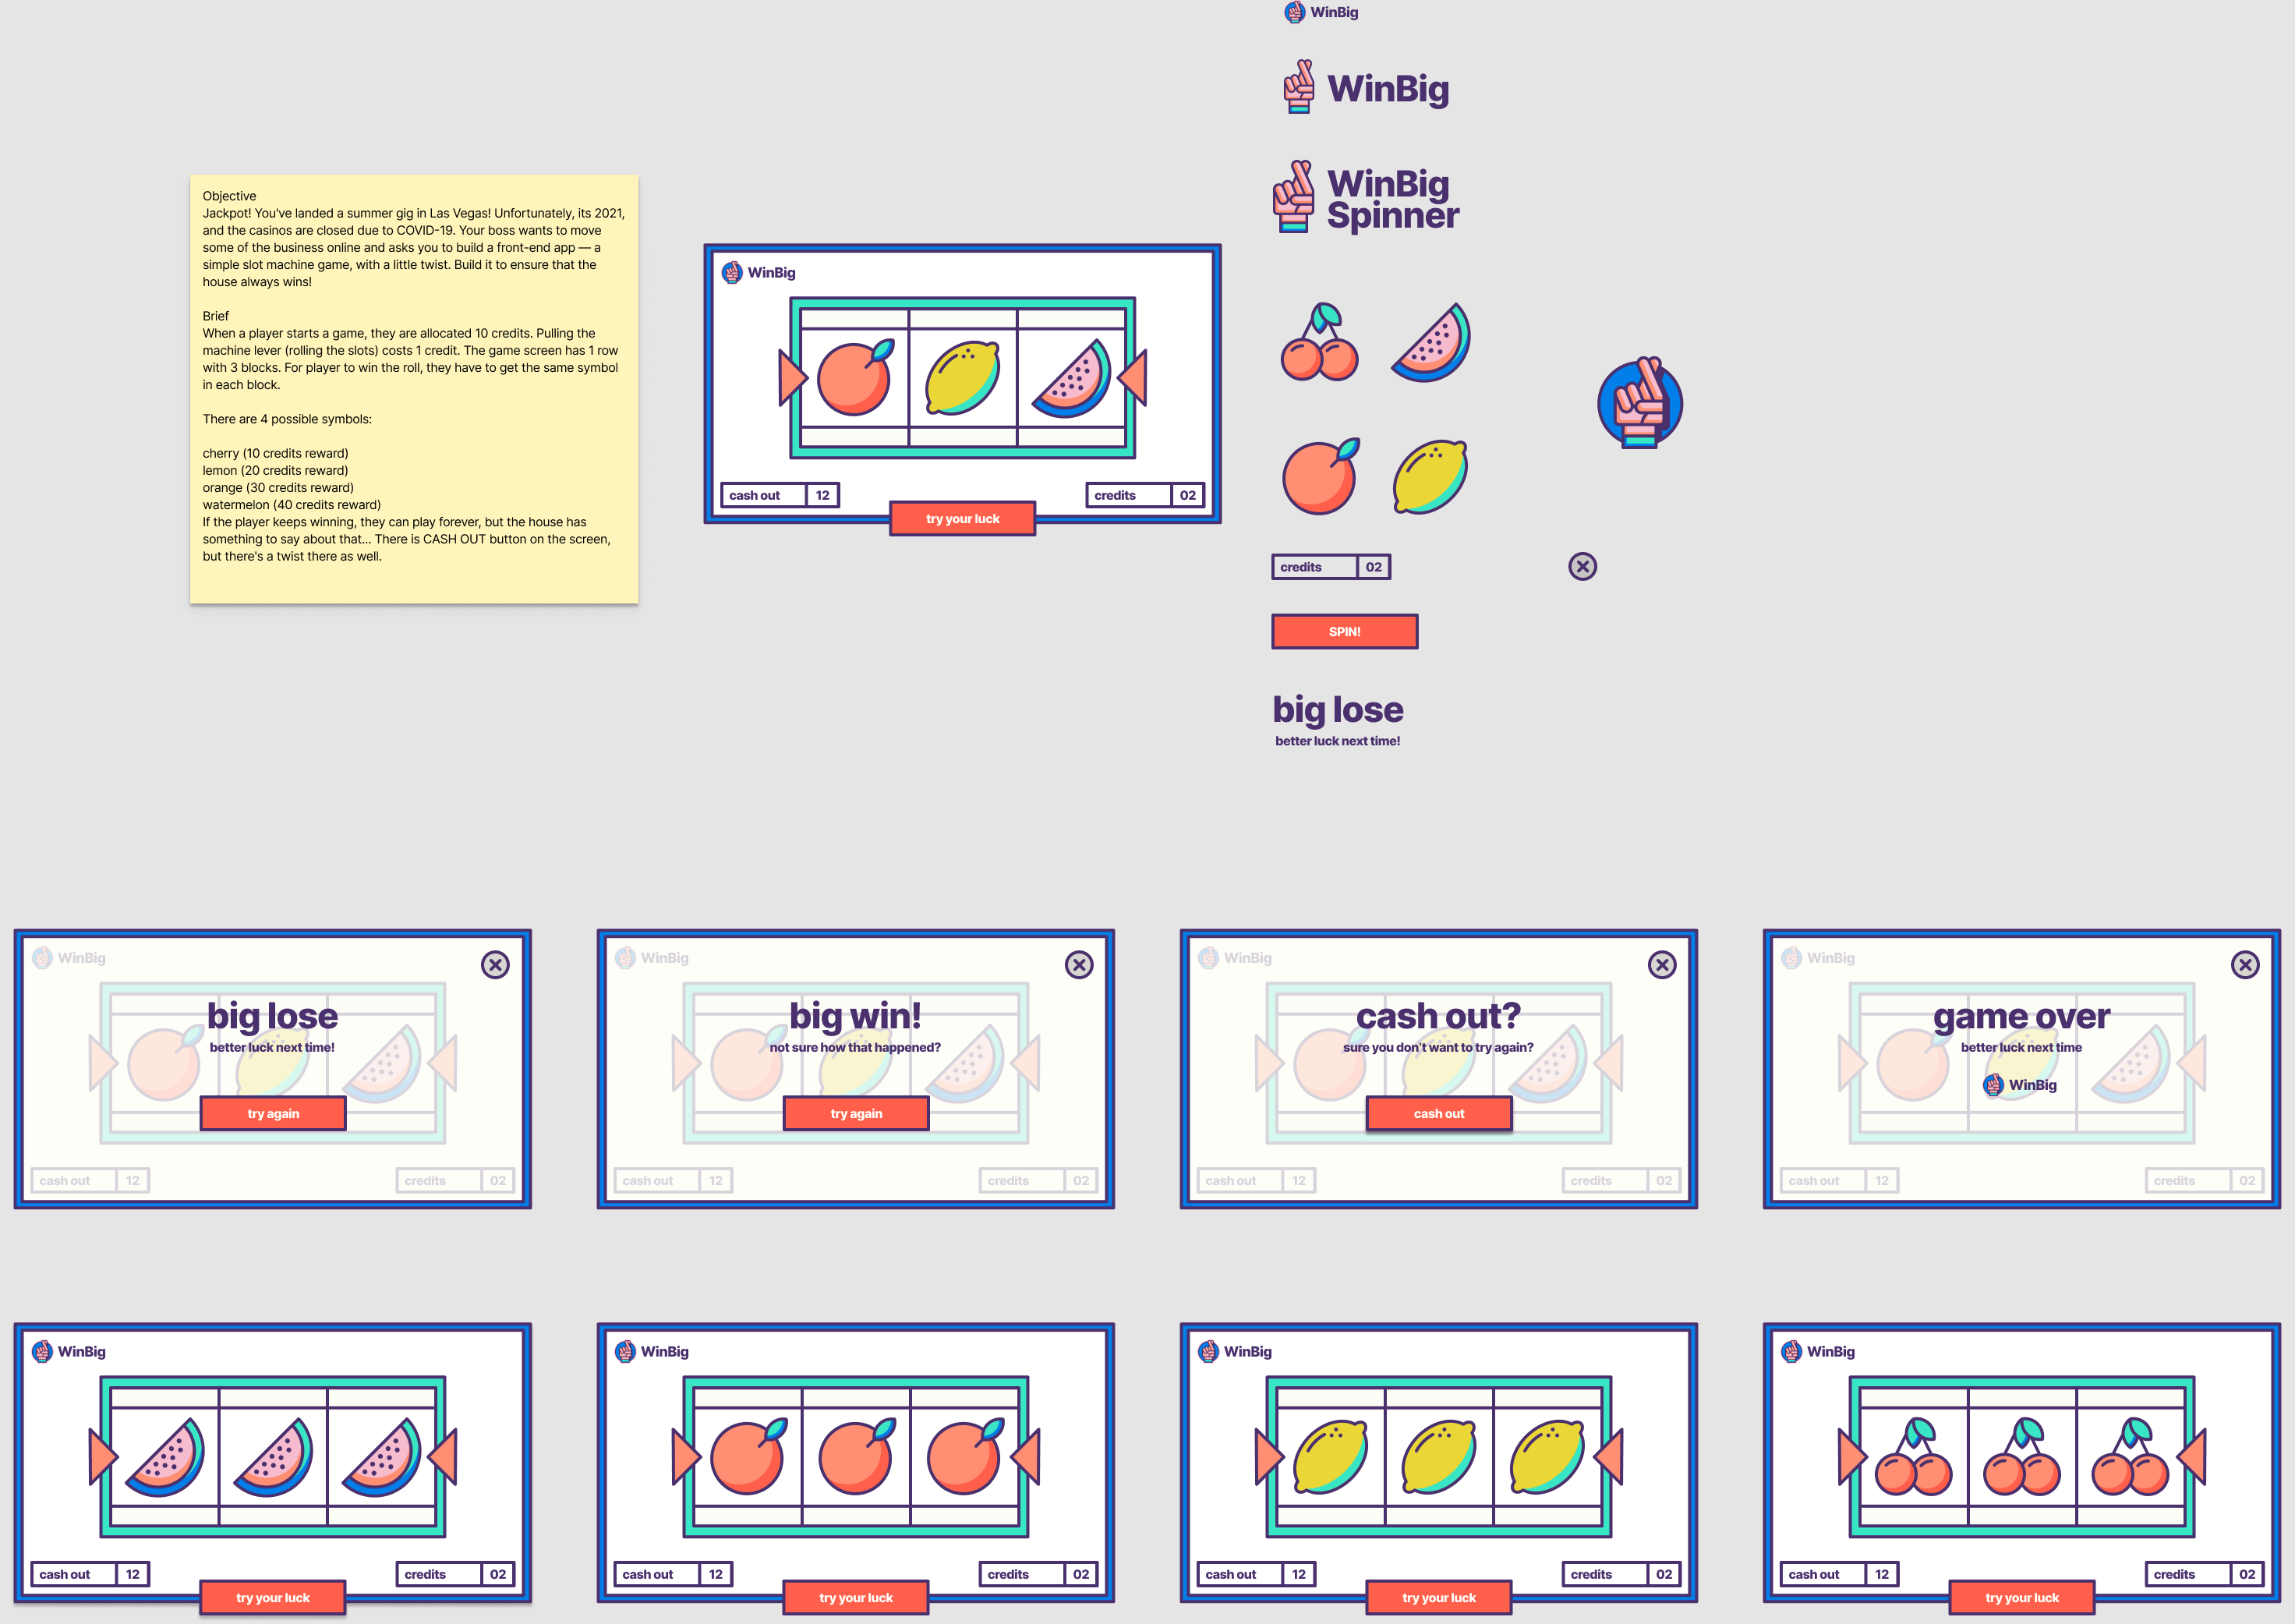 WinBig
WinBig
WinBig
Spinner
Objective
Jackpot! You've landed a summer gig in Las Vegas! Unfortunately, its 2021,
and the casinos are closed due to COVID-19. Your boss wants to move
some of the business online and asks you to build a front-end app — a
simple slot machine game, with a little twist. Build it to ensure that the
house always wins!
Brief
When a player starts a game, they are allocated 10 credits. Pulling the
machine lever (rolling the slots) costs 1 credit. The game screen has 1 row
with 3 blocks. For player to win the roll, they have to get the same symbol
in each block.
There are 4 possible symbols:
cherry (10 credits reward)
lemon (20 credits reward)
orange (30 credits reward)
watermelon (40 credits reward)
If the player keeps winning, they can play forever, but the house has
something to say about that... There is CASH OUT button on the screen,
but there's a twist there as well.
WinBig
cash out 12
credits 02
try your luck
credits 02
SPIN!
big lose
better luck next time!
WinBig
big lose
better luck next time!
try again
cash out 12
credits 02
WinBig
big win!
not sure how that happened?
try again
cash out 12
credits 02
WinBig
cash out?
sure you don't want to try again?
cash out
cash out 12
credits 02
WinBig
game over
better luck next time
WinBig
cash out 12
credits 02
WinBig
cash out 12
credits 02
try your luck
WinBig
cash out 12
credits 02
try your luck
WinBig
cash out 12
credits 02
try your luck
WinBig
cash out 12
credits 02
try your luck